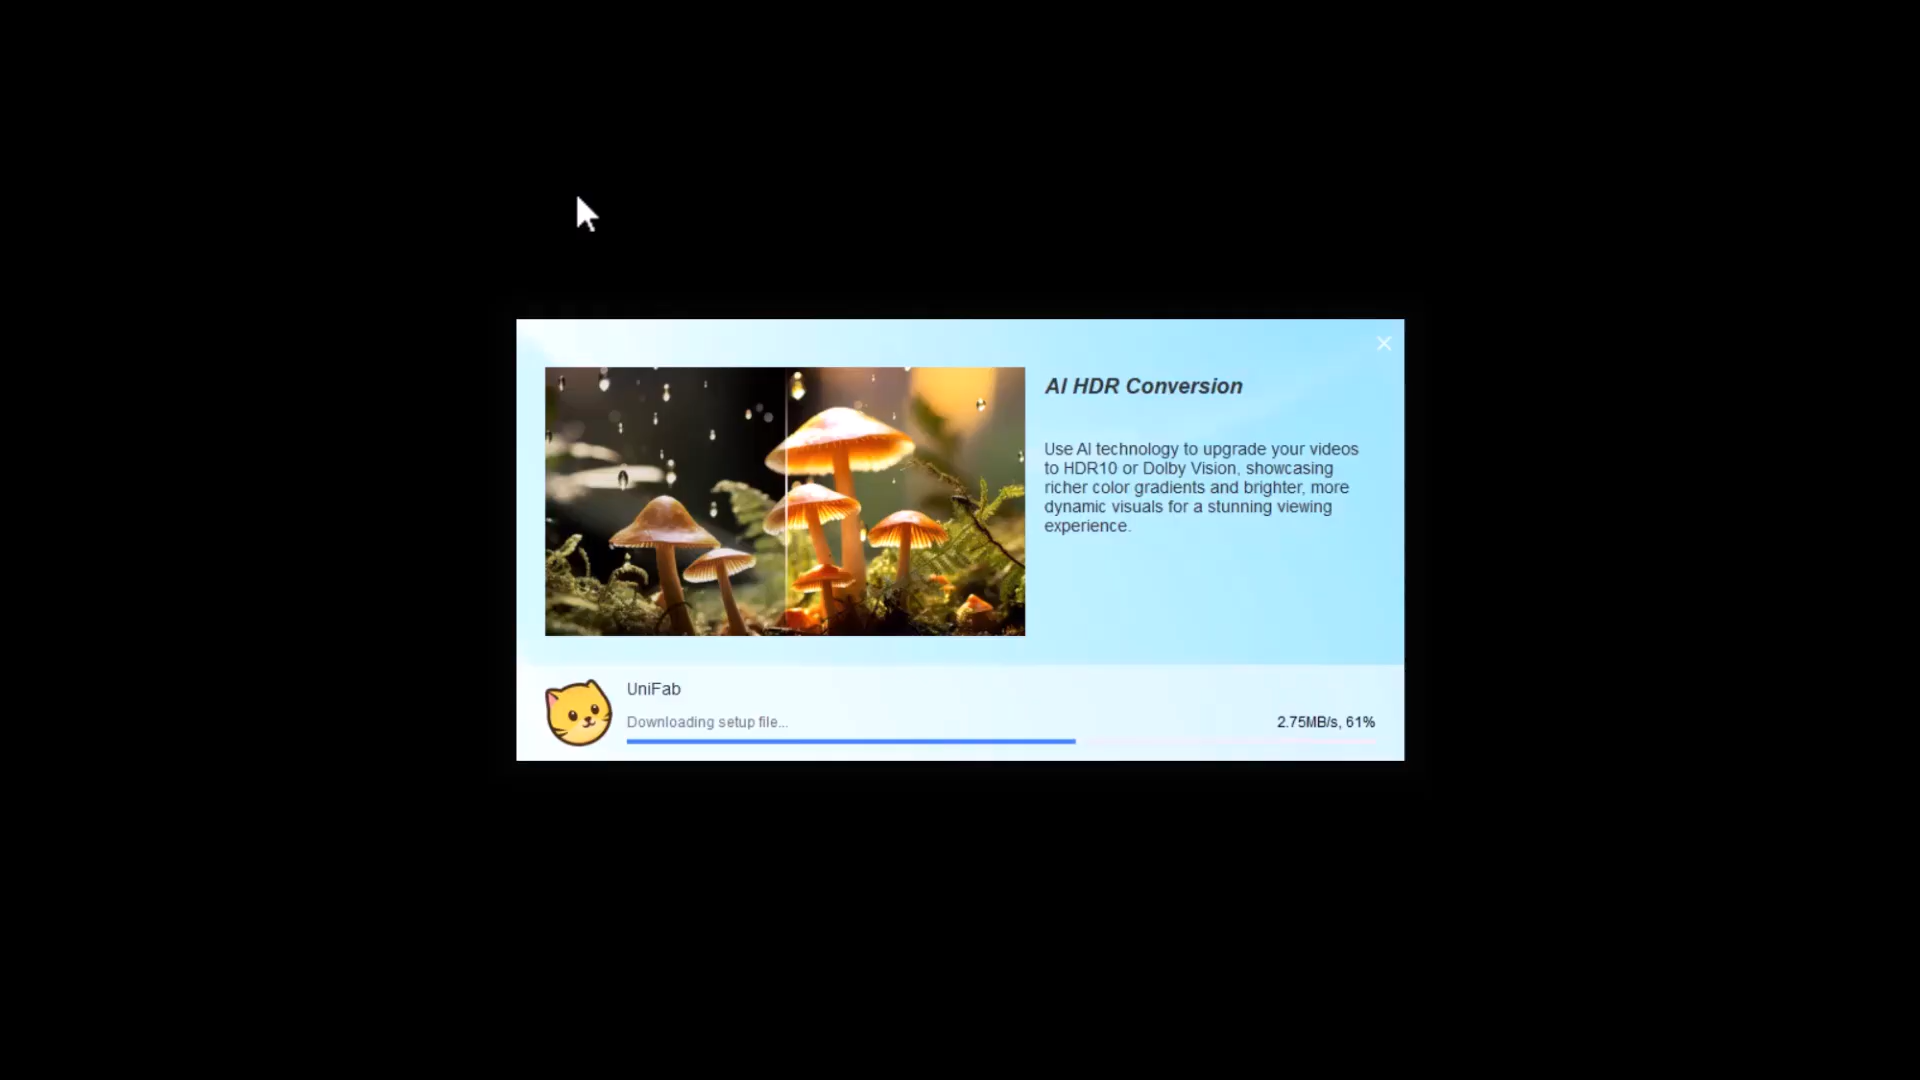 AI HDR Conversion
Use AI technology to upgrade your videos
to HDR10 or Dolby Vision, showcasing
richer color gradients and brighter, more
dynamic visuals for a stunning viewing
experience.
UniFab
Downloading setup file...
2.75MB/s, 61%